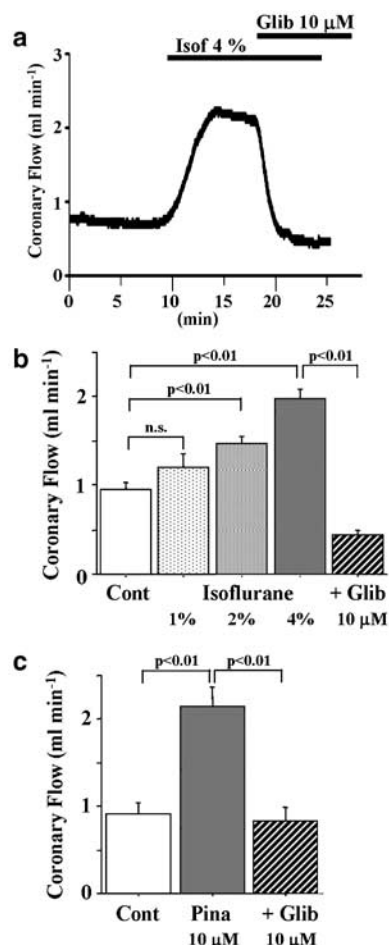 a
Glib 10 μM
Isof 4 %
Coronary Flow (ml min⁻¹)
3
2
1
0
0 5 10 15 20 25
(min)
b
p<0.01 p<0.01
p<0.01
n.s.
Coronary Flow (ml min⁻¹)
2
1
0
Cont Isoflurane + Glib
1% 2% 4% 10 μM
c
p<0.01 p<0.01
Coronary Flow (ml min⁻¹)
2
1
0
Cont Pina + Glib
10 μM 10 μM